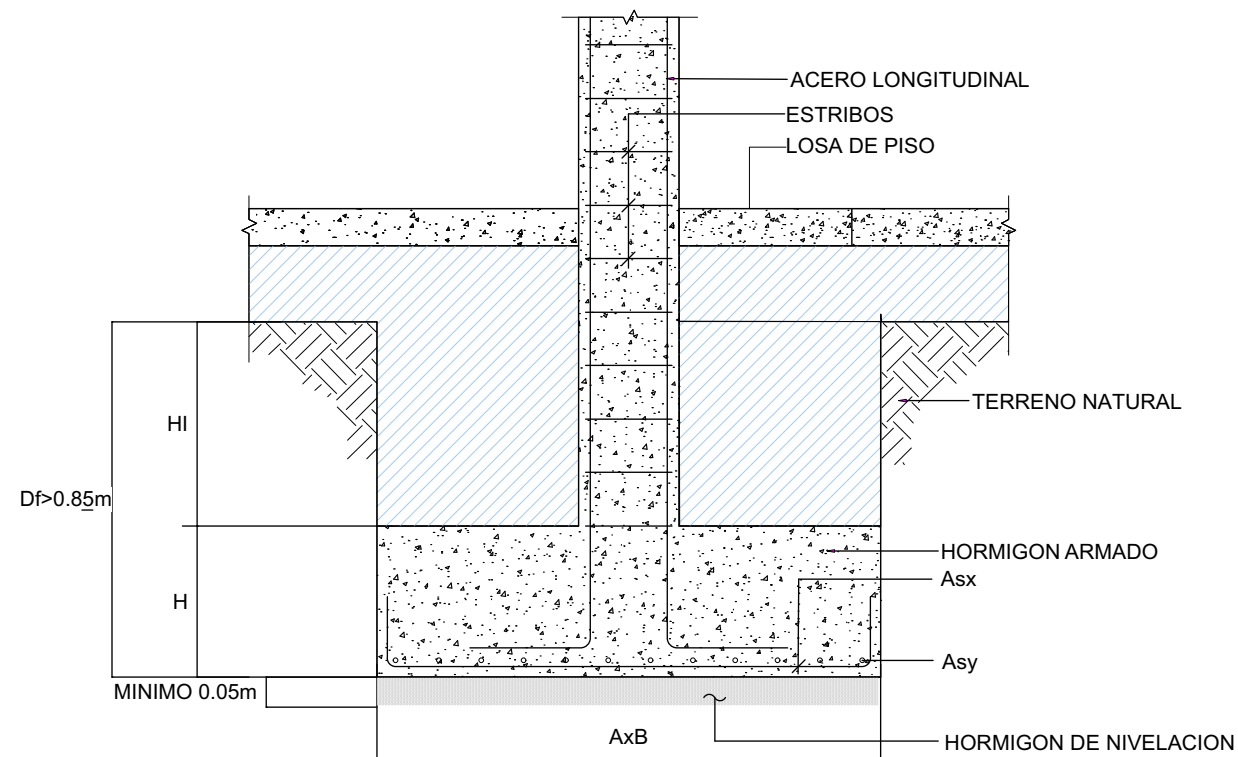 ACERO LONGITUDINAL
ESTRIBOS
LOSA DE PISO
TERRENO NATURAL
HI
Df>0.85m
HORMIGON ARMADO
Asx
H
Asy
MINIMO 0.05m
AxB
HORMIGON DE NIVELACION